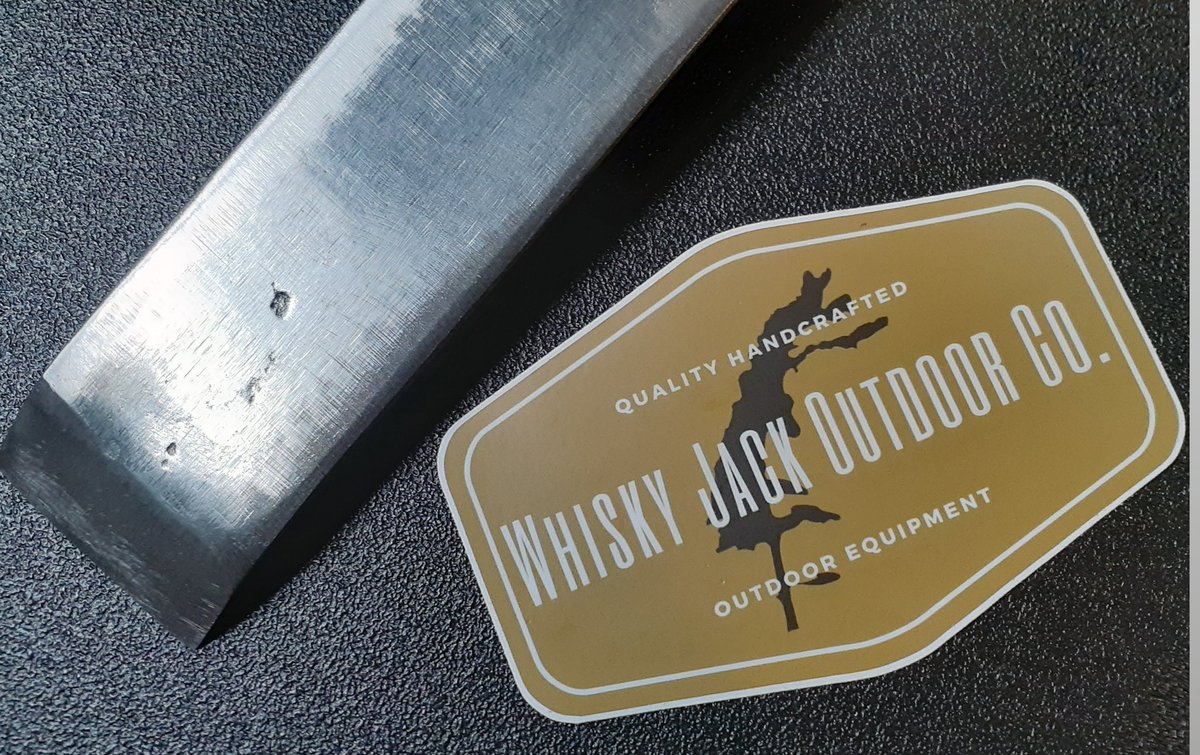 QUALITY HANDCRAFTED
WHISKY JACK OUTDOOR CO.
OUTDOOR EQUIPMENT